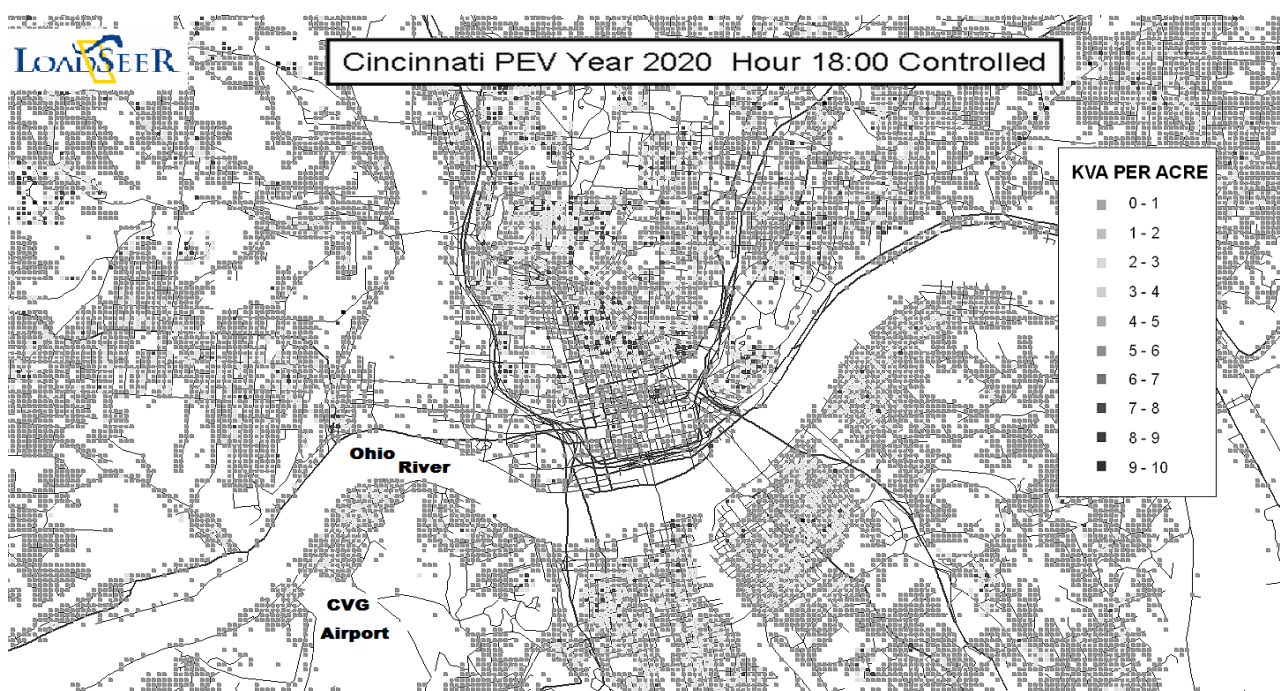 LOADSEER
Cincinnati PEV Year 2020 Hour 18:00 Controlled
KVA PER ACRE
0 - 1
1 - 2
2 - 3
3 - 4
4 - 5
5 - 6
6 - 7
7 - 8
8 - 9
9 - 10
Ohio
River
CVG
Airport